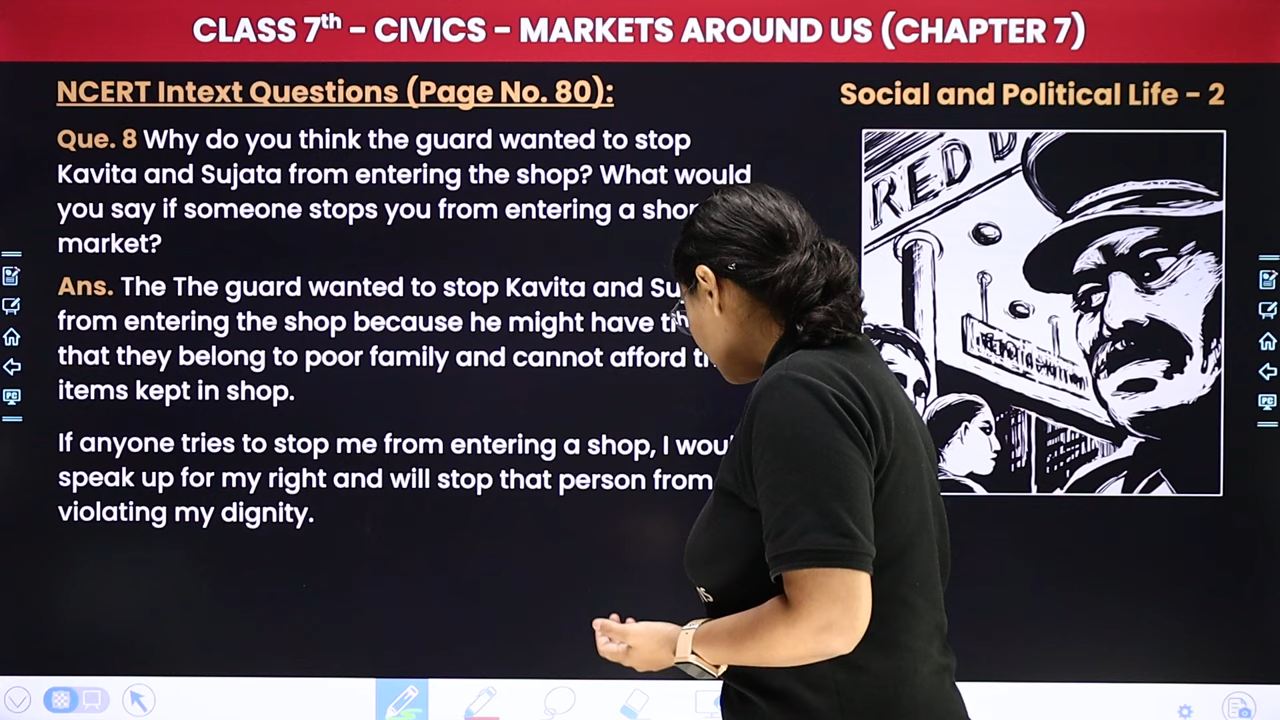 CLASS 7th - CIVICS - MARKETS AROUND US (CHAPTER 7)
NCERT Intext Questions (Page No. 80):
Social and Political Life - 2
Que. 8 Why do you think the guard wanted to stop
Kavita and Sujata from entering the shop? What would
you say if someone stops you from entering a
market?
Ans. The The guard wanted to stop Kavita and
from entering the shop because he might have
that they belong to poor family and cannot afford
items kept in shop.
If anyone tries to stop me from entering a shop, I
speak up for my right and will stop that person from
violating my dignity.
RED
PC
PC